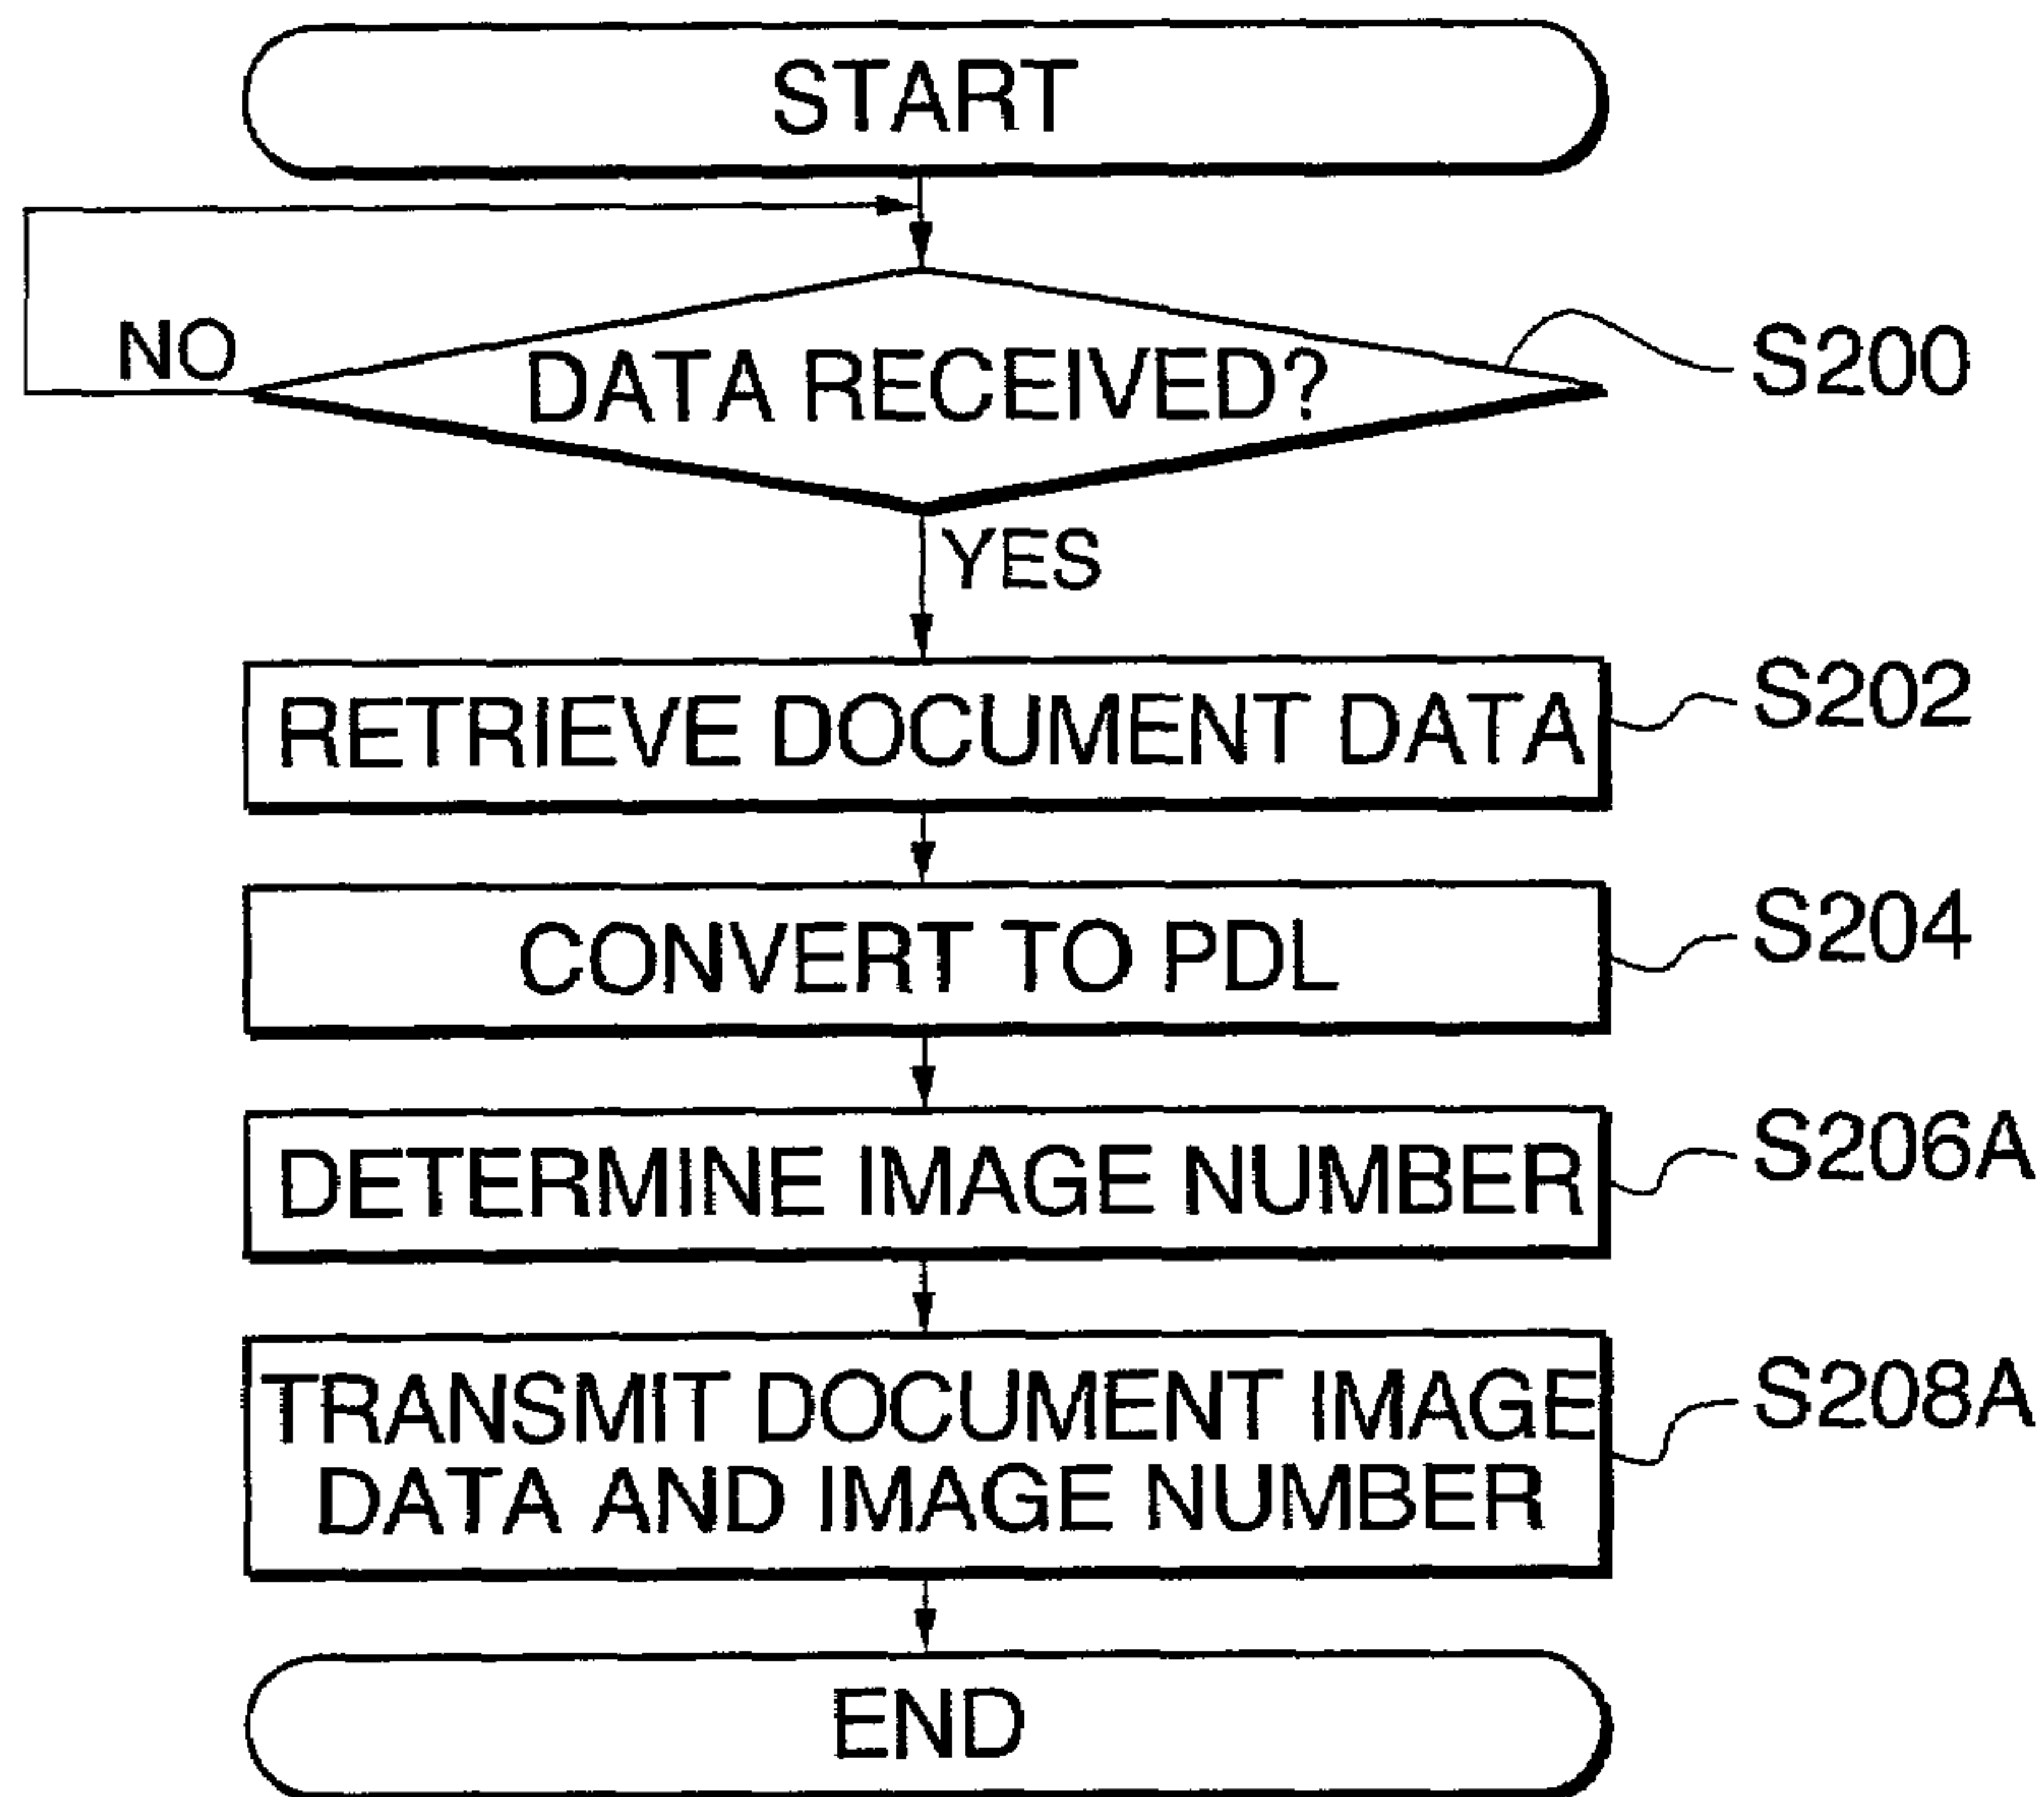 START
NO
DATA RECEIVED?
S200
YES
RETRIEVE DOCUMENT DATA
S202
CONVERT TO PDL
S204
DETERMINE IMAGE NUMBER
S206A
TRANSMIT DOCUMENT IMAGE
DATA AND IMAGE NUMBER
S208A
END